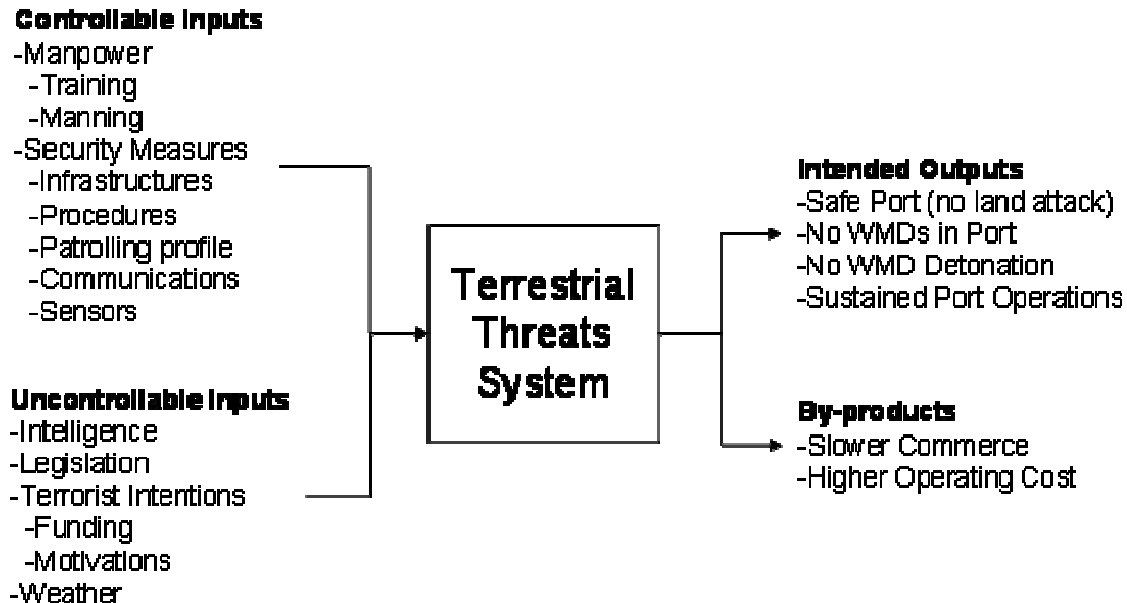 Controllable Inputs
-Manpower
-Training
-Manning
-Security Measures
-Infrastructures
-Procedures
-Patrolling profile
-Communications
-Sensors
Uncontrollable Inputs
-Intelligence
-Legislation
-Terrorist Intentions
-Funding
-Motivations
-Weather
Terrestrial
Threats
System
Intended Outputs
-Safe Port (no land attack)
-No WMDs in Port
-No WMD Detonation
-Sustained Port Operations
By-products
-Slower Commerce
-Higher Operating Cost